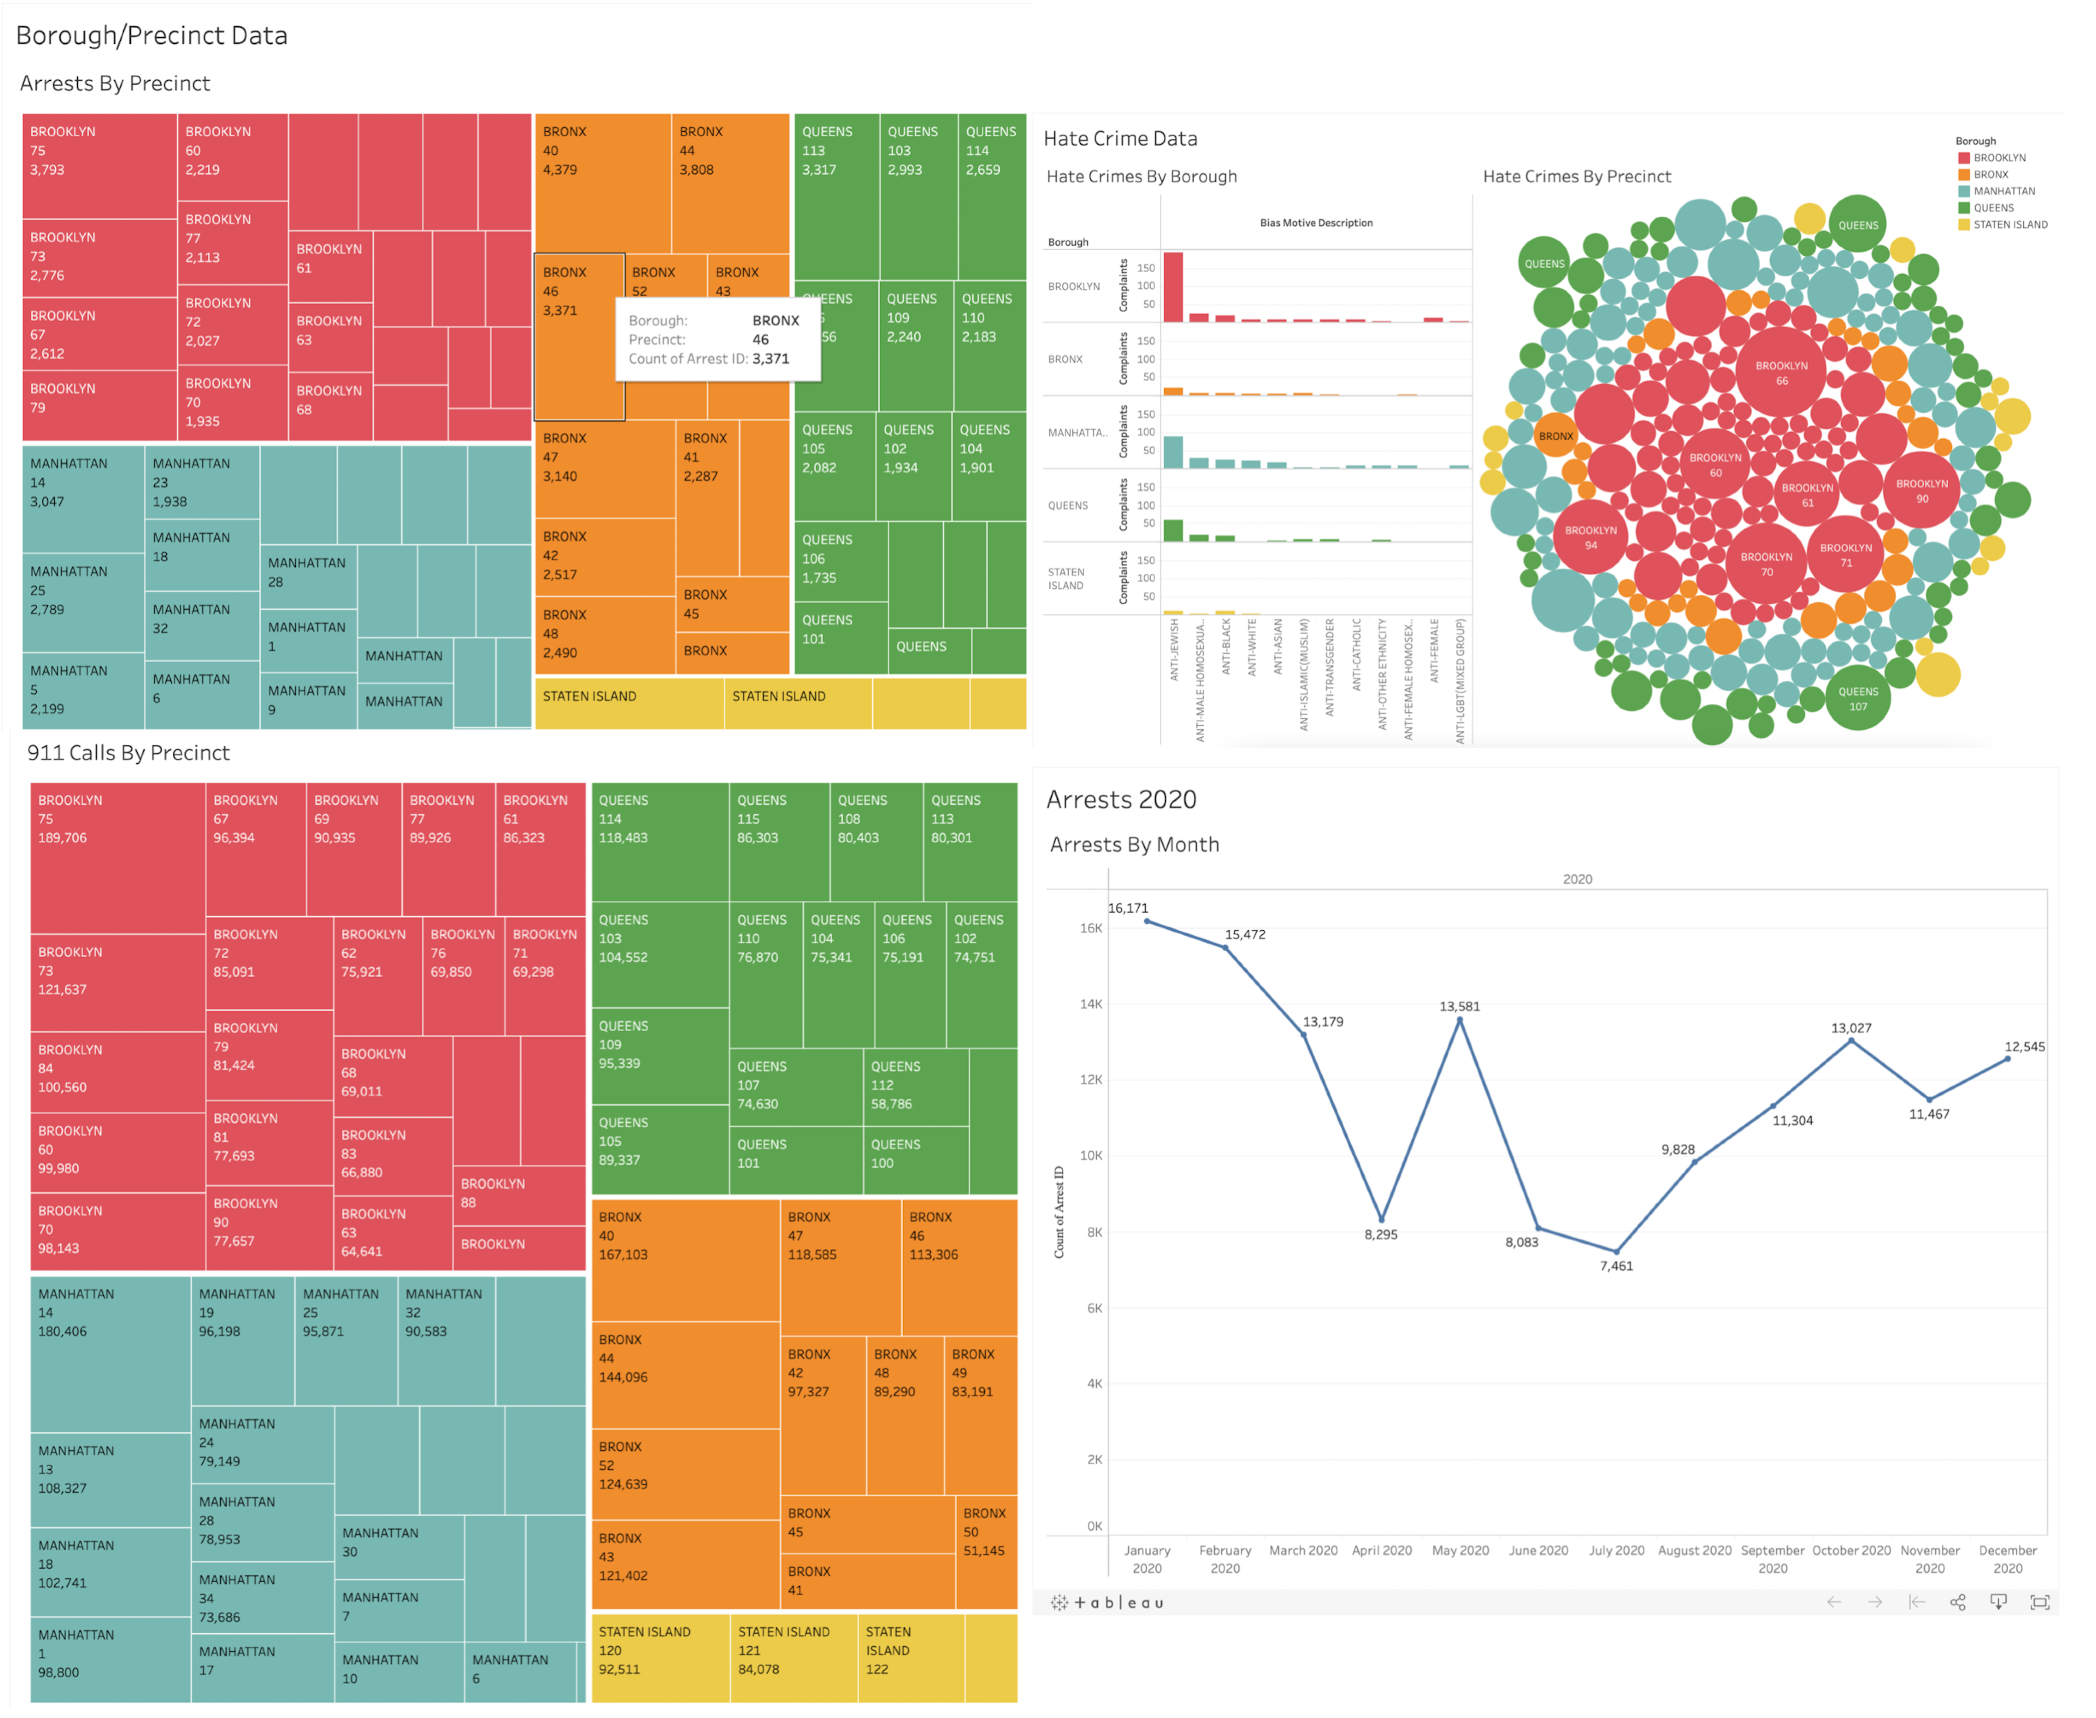 Borough/Precinct Data
Arrests By Precinct
BROOKLYN
75
3,793
BROOKLYN
73
2,776
BROOKLYN
67
2,612
BROOKLYN
79
BROOKLYN
60
2,219
BROOKLYN
77
2,113
BROOKLYN
72
2,027
BROOKLYN
70
1,935
BROOKLYN
61
BROOKLYN
63
BROOKLYN
68
MANHATTAN
14
3,047
MANHATTAN
25
2,789
MANHATTAN
5
2,199
MANHATTAN
23
1,938
MANHATTAN
18
MANHATTAN
32
MANHATTAN
6
MANHATTAN
28
MANHATTAN
1
MANHATTAN
9
MANHATTAN
MANHATTAN
BRONX
40
4,379
BRONX
44
3,808
BRONX
46
3,371
BRONX
52
BRONX
43
Borough: BRONX
Precinct: 46
Count of Arrest ID: 3,371
BRONX
47
3,140
BRONX
42
2,517
BRONX
48
2,490
BRONX
41
2,287
BRONX
45
BRONX
QUEENS
113
3,317
QUEENS
103
2,993
QUEENS
114
2,659
QUEENS
109
2,240
QUEENS
110
2,183
QUEENS
105
2,082
QUEENS
102
1,934
QUEENS
104
1,901
QUEENS
106
1,735
QUEENS
101
QUEENS
STATEN ISLAND
STATEN ISLAND
Hate Crime Data
Hate Crimes By Borough
Bias Motive Description
Borough
BROOKLYN
Complaints
150
100
50
BRONX
Complaints
150
100
50
MANHATTA..
Complaints
150
100
50
QUEENS
Complaints
150
100
50
STATEN
ISLAND
Complaints
150
100
50
ANTI-JEWISH
ANTI-MALE HOMOSEXUA..
ANTI-BLACK
ANTI-WHITE
ANTI-ASIAN
ANTI-ISLAMIC(MUSLIM)
ANTI-TRANSGENDER
ANTI-CATHOLIC
ANTI-OTHER ETHNICITY
ANTI-FEMALE HOMOSEX..
ANTI-FEMALE
ANTI-LGBT(MIXED GROUP)
Hate Crimes By Precinct
Borough
BROOKLYN
BRONX
MANHATTAN
QUEENS
STATEN ISLAND
QUEENS
QUEENS
BROOKLYN
66
BRONX
BROOKLYN
60
BROOKLYN
61
BROOKLYN
90
BROOKLYN
94
BROOKLYN
70
BROOKLYN
71
QUEENS
107
911 Calls By Precinct
BROOKLYN
75
189,706
BROOKLYN
73
121,637
BROOKLYN
84
100,560
BROOKLYN
60
99,980
BROOKLYN
70
98,143
BROOKLYN
67
96,394
BROOKLYN
69
90,935
BROOKLYN
77
89,926
BROOKLYN
61
86,323
BROOKLYN
72
85,091
BROOKLYN
79
81,424
BROOKLYN
81
77,693
BROOKLYN
90
77,657
BROOKLYN
62
75,921
BROOKLYN
76
69,850
BROOKLYN
71
69,298
BROOKLYN
68
69,011
BROOKLYN
83
66,880
BROOKLYN
63
64,641
BROOKLYN
88
BROOKLYN
MANHATTAN
14
180,406
MANHATTAN
13
108,327
MANHATTAN
18
102,741
MANHATTAN
1
98,800
MANHATTAN
19
96,198
MANHATTAN
25
95,871
MANHATTAN
32
90,583
MANHATTAN
24
79,149
MANHATTAN
28
78,953
MANHATTAN
34
73,686
MANHATTAN
17
MANHATTAN
30
MANHATTAN
7
MANHATTAN
10
MANHATTAN
6
QUEENS
114
118,483
QUEENS
103
104,552
QUEENS
109
95,339
QUEENS
105
89,337
QUEENS
115
86,303
QUEENS
108
80,403
QUEENS
113
80,301
QUEENS
110
76,870
QUEENS
104
75,341
QUEENS
106
75,191
QUEENS
102
74,751
QUEENS
107
74,630
QUEENS
112
58,786
QUEENS
101
QUEENS
100
BRONX
40
167,103
BRONX
44
144,096
BRONX
52
124,639
BRONX
43
121,402
BRONX
47
118,585
BRONX
46
113,306
BRONX
42
97,327
BRONX
48
89,290
BRONX
49
83,191
BRONX
45
BRONX
41
BRONX
50
51,145
STATEN ISLAND
120
92,511
STATEN ISLAND
121
84,078
STATEN
ISLAND
122
Arrests 2020
Arrests By Month
2020
Count of Arrest ID
16K
14K
12K
10K
8K
6K
4K
2K
0K
16,171
15,472
13,179
8,295
13,581
8,083
7,461
9,828
11,304
13,027
11,467
12,545
January
2020
February
2020
March 2020
April 2020
May 2020
June 2020
July 2020
August 2020
September
2020
October 2020
November
2020
December
2020
+ableau